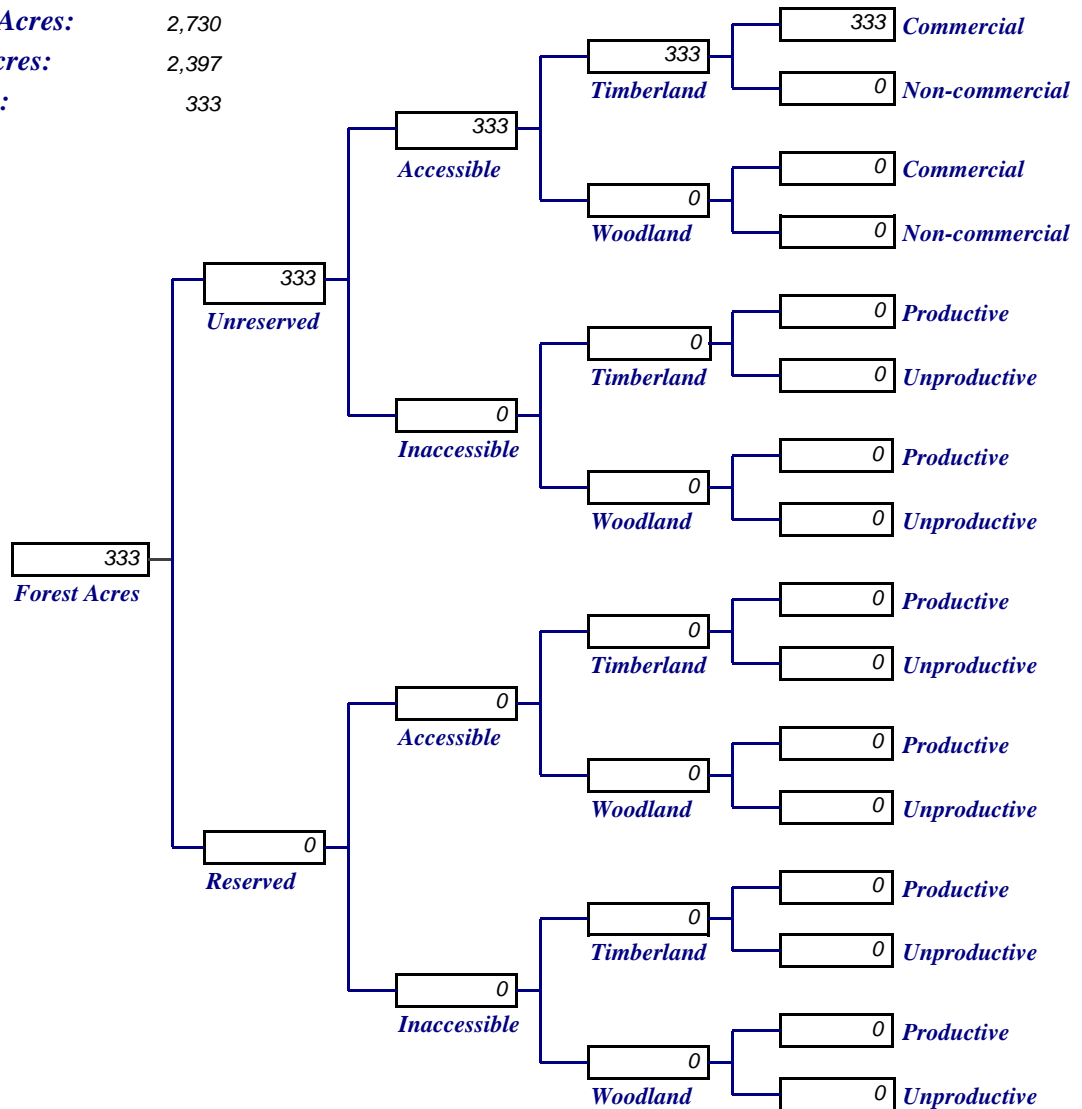 Acres: 2,730
cres: 2,397
: 333
333 Commercial
333
Timberland
0 Non-commercial
333
Accessible
0 Commercial
0
Woodland
0 Non-commercial
333
Unreserved
0 Productive
0
Timberland
0 Unproductive
0
Inaccessible
0 Productive
0
Woodland
0 Unproductive
333
Forest Acres
0 Productive
0
Timberland
0 Unproductive
0
Accessible
0 Productive
0
Woodland
0 Unproductive
0
Reserved
0 Productive
0
Timberland
0 Unproductive
0
Inaccessible
0 Productive
0
Woodland
0 Unproductive